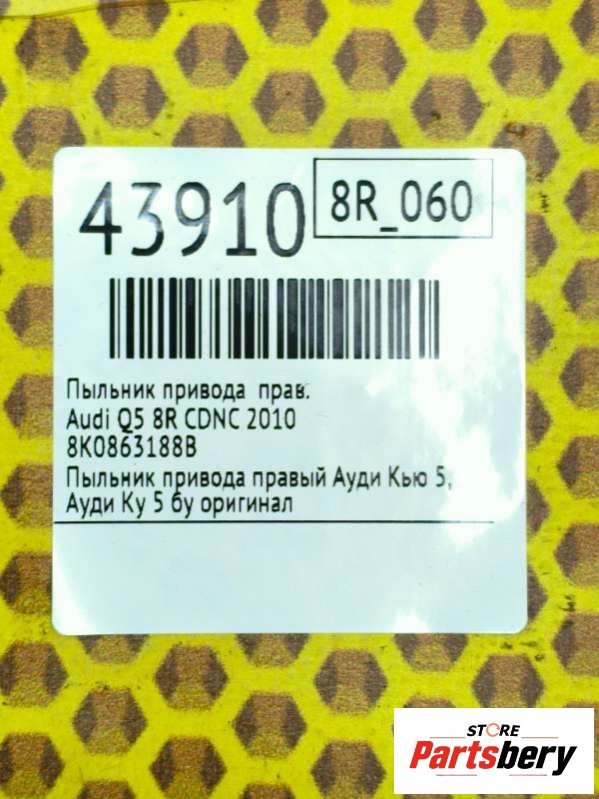 43910
8R_060
Пыльник привода прав.
Audi Q5 8R CDNC 2010
8K0863188B
Пыльник привода правый Ауди Кью 5,
Ауди Ку 5 бу оригинал
STORE
Partsbery